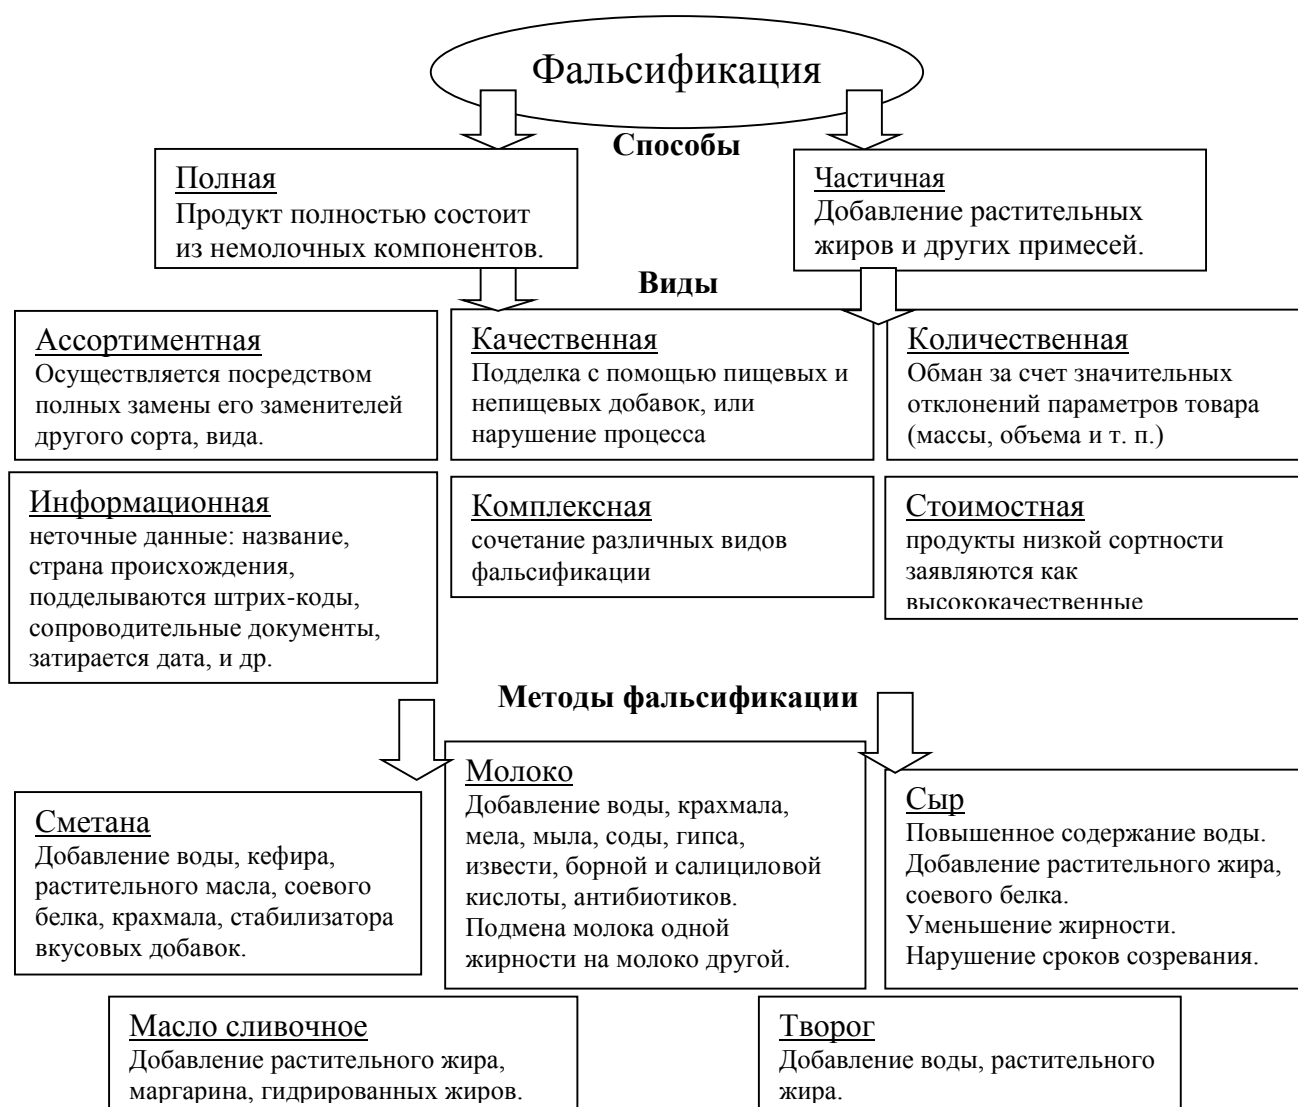 Фальсификация
Способы
Полная
Продукт полностью состоит
из немолочных компонентов.
Частичная
Добавление растительных
жиров и других примесей.
Виды
Ассортиментная
Осуществляется посредством
полных замены его заменителей
другого сорта, вида.
Качественная
Подделка с помощью пищевых и
непищевых добавок, или
нарушение процесса
Количественная
Обман за счет значительных
отклонений параметров товара
(массы, объема и т. п.)
Информационная
неточные данные: название,
страна происхождения,
подделываются штрих-коды,
сопроводительные документы,
затирается дата, и др.
Комплексная
сочетание различных видов
фальсификации
Стоимостная
продукты низкой сортности
заявляются как
высококачественные
Методы фальсификации
Сметана
Добавление воды, кефира,
растительного масла, соевого
белка, крахмала, стабилизатора
вкусовых добавок.
Молоко
Добавление воды, крахмала,
мела, мыла, соды, гипса,
извести, борной и салициловой
кислоты, антибиотиков.
Подмена молока одной
жирности на молоко другой.
Сыр
Повышенное содержание воды.
Добавление растительного жира,
соевого белка.
Уменьшение жирности.
Нарушение сроков созревания.
Масло сливочное
Добавление растительного жира,
маргарина, гидрированных жиров.
Творог
Добавление воды, растительного
жира.